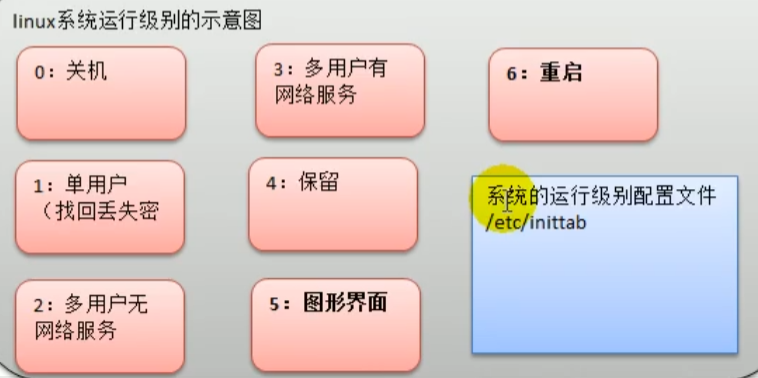 linux系统运行级别的示意图
0：关机
1：单用户
（找回丢失密
2：多用户无
网络服务
3：多用户有
网络服务
4：保留
5：图形界面
6：重启
系统的运行级别配置文件
/etc/inittab